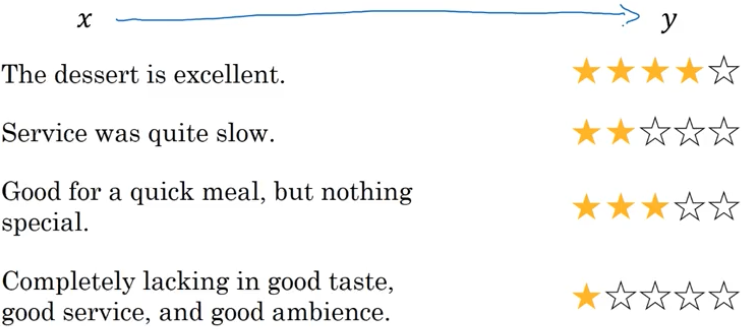 x y
The dessert is excellent.
Service was quite slow.
Good for a quick meal, but nothing
special.
Completely lacking in good taste,
good service, and good ambience.